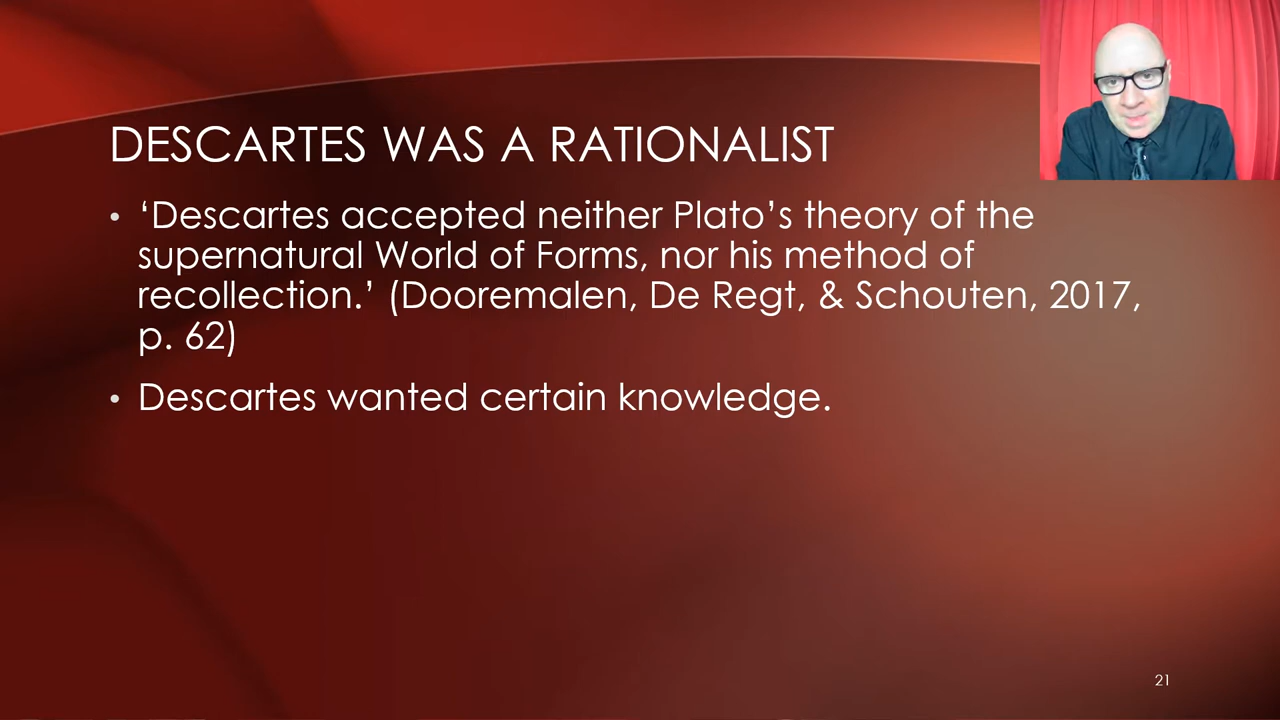 DESCARTES WAS A RATIONALIST
• ‘Descartes accepted neither Plato’s theory of the
supernatural World of Forms, nor his method of
recollection.’ (Dooremalen, De Regt, & Schouten, 2017,
p. 62)
• Descartes wanted certain knowledge.
21